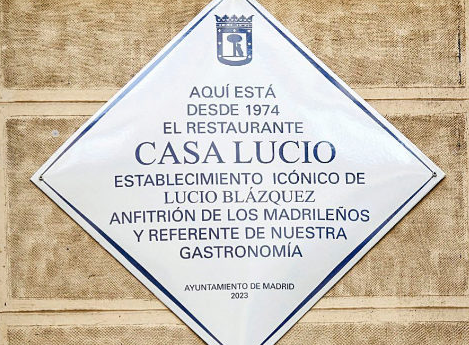 AQUÍ ESTÁ
DESDE 1974
EL RESTAURANTE
CASA LUCIO
ESTABLECIMIENTO ICÓNICO DE
LUCIO BLÁZQUEZ
ANFITRIÓN DE LOS MADRILEÑOS
Y REFERENTE DE NUESTRA
GASTRONOMÍA
AYUNTAMIENTO DE MADRID
2023